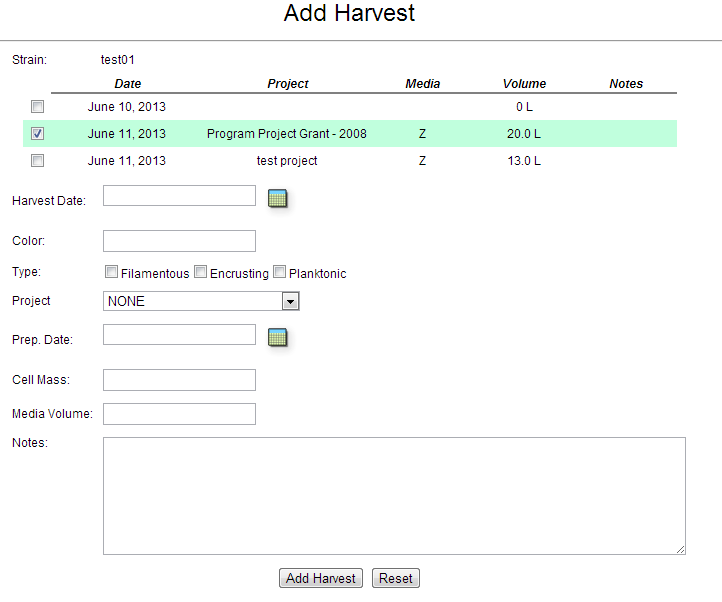 Add Harvest
Strain: test01
Date Project Media Volume Notes
June 10, 2013 0 L
June 11, 2013 Program Project Grant - 2008 Z 20.0 L
June 11, 2013 test project Z 13.0 L
Harvest Date:
Color:
Type: Filamentous Encrusting Planktonic
Project NONE
Prep. Date:
Cell Mass:
Media Volume:
Notes:
Add Harvest Reset